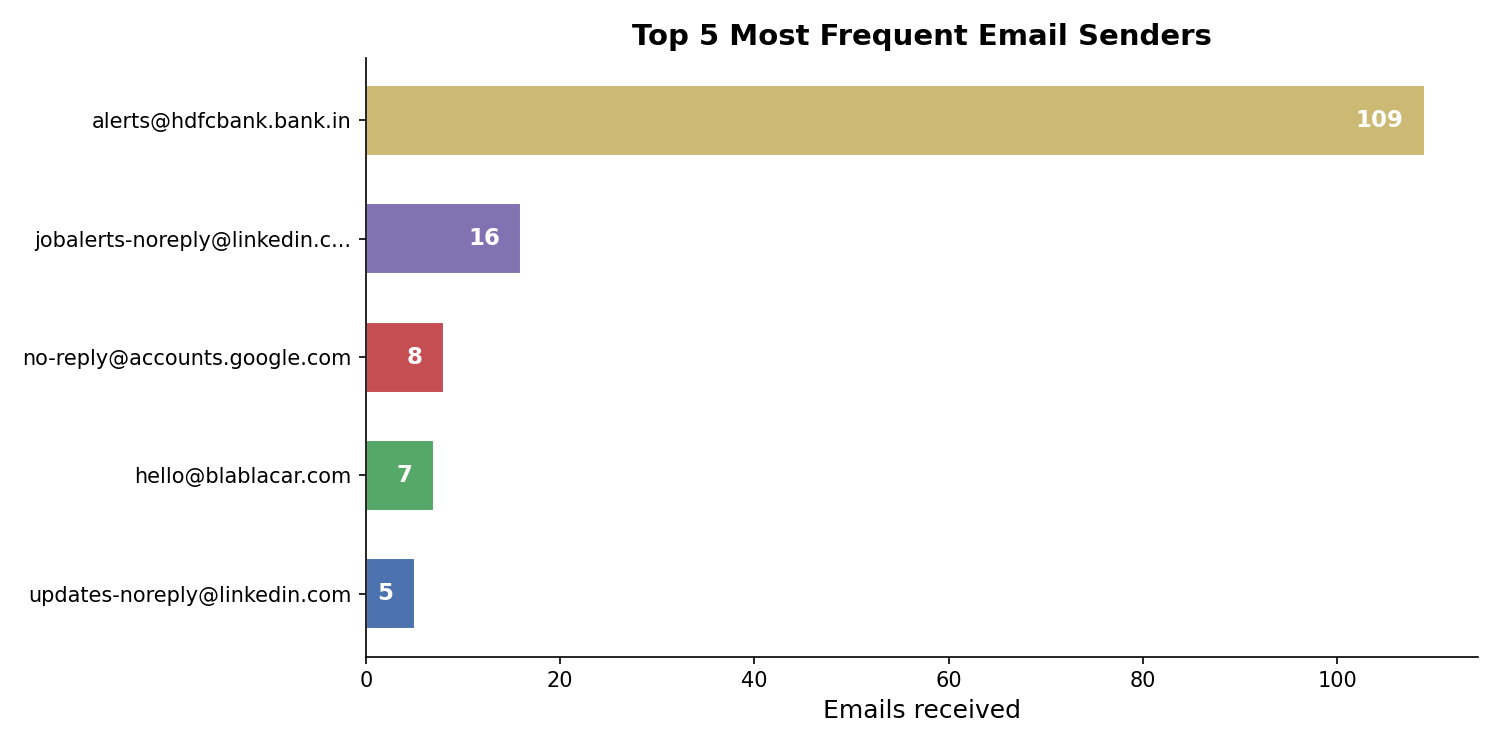 Top 5 Most Frequent Email Senders
alerts@hdfcbank.bank.in
109
jobalerts-noreply@linkedin.c...
16
no-reply@accounts.google.com
8
hello@blablacar.com
7
updates-noreply@linkedin.com
5
0 20 40 60 80 100
Emails received